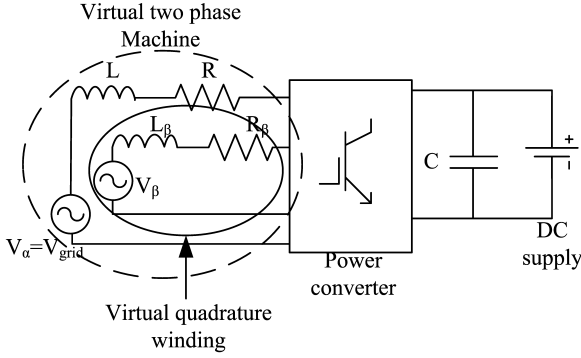 Virtual two phase
Machine
L
R
Lβ
Rβ
Vβ
C
+
-
Vα=Vgrid
DC
supply
Power
converter
Virtual quadrature
winding